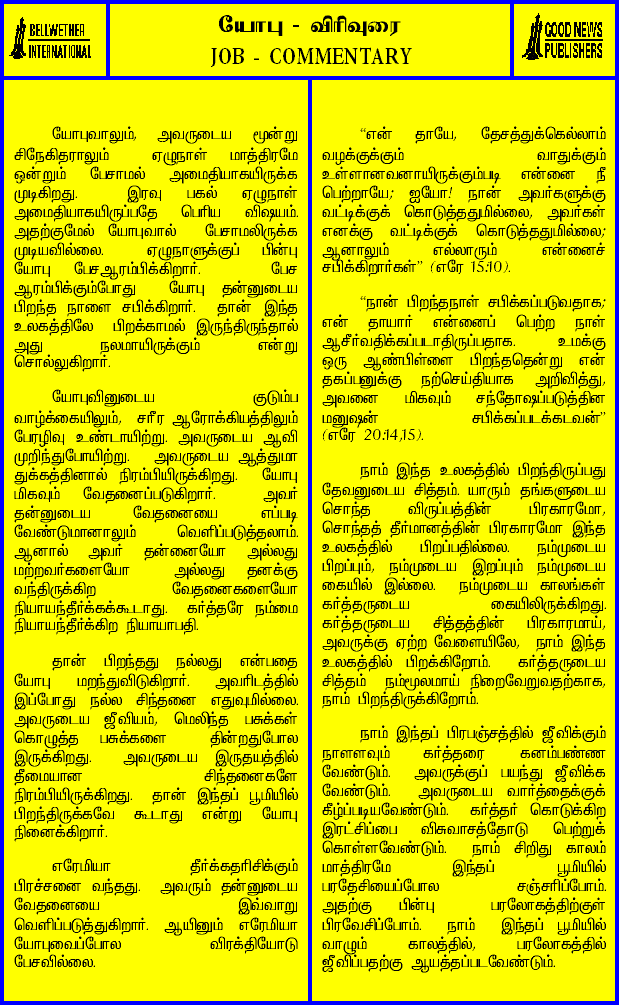 BELLWETHER
INTERNATIONAL
யோபு - விரிவுரை
JOB - COMMENTARY
GOOD NEWS
PUBLISHERS
யோபுவாலும், அவருடைய மூன்று
சிநேகிதராலும் ஏழுநாள் மாத்திரமே
ஒன்றும் பேசாமல் அமைதியாகயிருக்க
முடிகிறது. இரவு பகல் ஏழுநாள்
அமைதியாகயிருப்பதே பெரிய விஷயம்.
அதற்குமேல் யோபுவால் பேசாமலிருக்க
முடியவில்லை. ஏழுநாளுக்குப் பின்பு
யோபு பேசஆரம்பிக்கிறார். பேச
ஆரம்பிக்கும்போது யோபு தன்னுடைய
பிறந்த நாளை சபிக்கிறார். தான் இந்த
உலகத்திலே பிறக்காமல் இருந்திருந்தால்
அது நலமாயிருக்கும் என்று
சொல்லுகிறார்.
யோபுவினுடைய குடும்ப
வாழ்க்கையிலும், சரீர ஆரோக்கியத்திலும்
பேரழிவு உண்டாயிற்று. அவருடைய ஆவி
முறிந்துபோயிற்று. அவருடைய ஆத்துமா
துக்கத்தினால் நிரம்பியிருக்கிறது. யோபு
மிகவும் வேதனைப்படுகிறார். அவர்
தன்னுடைய வேதனையை எப்படி
வேண்டுமானாலும் வெளிப்படுத்தலாம்.
ஆனால் அவர் தன்னையோ அல்லது
மற்றவர்களையோ அல்லது தனக்கு
வந்திருக்கிற வேதனைகளையோ
நியாயந்தீர்க்கக்கூடாது. கர்த்தரே நம்மை
நியாயந்தீர்க்கிற நியாயாபதி.
தான் பிறந்தது நல்லது என்பதை
யோபு மறந்துவிடுகிறார். அவரிடத்தில்
இப்போது நல்ல சிந்தனை எதுவுமில்லை.
அவருடைய ஜீவியம், மெலிந்த பசுக்கள்
கொழுத்த பசுக்களை தின்றதுபோல
இருக்கிறது. அவருடைய இருதயத்தில்
தீமையான சிந்தனைகளே
நிரம்பியிருக்கிறது. தான் இந்தப் பூமியில்
பிறந்திருக்கவே கூடாது என்று யோபு
நினைக்கிறார்.
எரேமியா தீர்க்கதரிசிக்கும்
பிரச்சனை வந்தது. அவரும் தன்னுடைய
வேதனையை இவ்வாறு
வெளிப்படுத்துகிறார். ஆயினும் எரேமியா
யோபுவைப்போல விரக்தியோடு
பேசவில்லை.
“என் தாயே, தேசத்துக்கெல்லாம்
வழக்குக்கும் வாதுக்கும்
உள்ளானவனாயிருக்கும்படி என்னை நீ
பெற்றாயே; ஐயோ! நான் அவர்களுக்கு
வட்டிக்குக் கொடுத்ததுமில்லை, அவர்கள்
எனக்கு வட்டிக்குக் கொடுத்ததுமில்லை;
ஆனாலும் எல்லாரும் என்னைச்
சபிக்கிறார்கள்” (எரே 15:10).
“நான் பிறந்தநாள் சபிக்கப்படுவதாக;
என் தாயார் என்னைப் பெற்ற நாள்
ஆசீர்வதிக்கப்படாதிருப்பதாக. உமக்கு
ஒரு ஆண்பிள்ளை பிறந்ததென்று என்
தகப்பனுக்கு நற்செய்தியாக அறிவித்து,
அவனை மிகவும் சந்தோஷப்படுத்தின
மனுஷன் சபிக்கப்படக்கடவன்”
(எரே 20:14,15).
நாம் இந்த உலகத்தில் பிறந்திருப்பது
தேவனுடைய சித்தம். யாரும் தங்களுடைய
சொந்த விருப்பத்தின் பிரகாரமோ,
சொந்தத் தீர்மானத்தின் பிரகாரமோ இந்த
உலகத்தில் பிறப்பதில்லை. நம்முடைய
பிறப்பும், நம்முடைய இறப்பும் நம்முடைய
கையில் இல்லை. நம்முடைய காலங்கள்
கர்த்தருடைய கையிலிருக்கிறது.
கர்த்தருடைய சித்தத்தின் பிரகாரமாய்,
அவருக்கு ஏற்ற வேளையிலே, நாம் இந்த
உலகத்தில் பிறக்கிறோம். கர்த்தருடைய
சித்தம் நம்மூலமாய் நிறைவேறுவதற்காக,
நாம் பிறந்திருக்கிறோம்.
நாம் இந்தப் பிரபஞ்சத்தில் ஜீவிக்கும்
நாளளவும் கர்த்தரை கனம்பண்ண
வேண்டும். அவருக்குப் பயந்து ஜீவிக்க
வேண்டும். அவருடைய வார்த்தைக்குக்
கீழ்ப்படியவேண்டும். கர்த்தர் கொடுக்கிற
இரட்சிப்பை விசுவாசத்தோடு பெற்றுக்
கொள்ளவேண்டும். நாம் சிறிது காலம்
மாத்திரமே இந்தப் பூமியில்
பரதேசியைப்போல சஞ்சரிப்போம்.
அதற்கு பின்பு பரலோகத்திற்குள்
பிரவேசிப்போம். நாம் இந்தப் பூமியில்
வாழும் காலத்தில், பரலோகத்தில்
ஜீவிப்பதற்கு ஆயத்தப்படவேண்டும்.